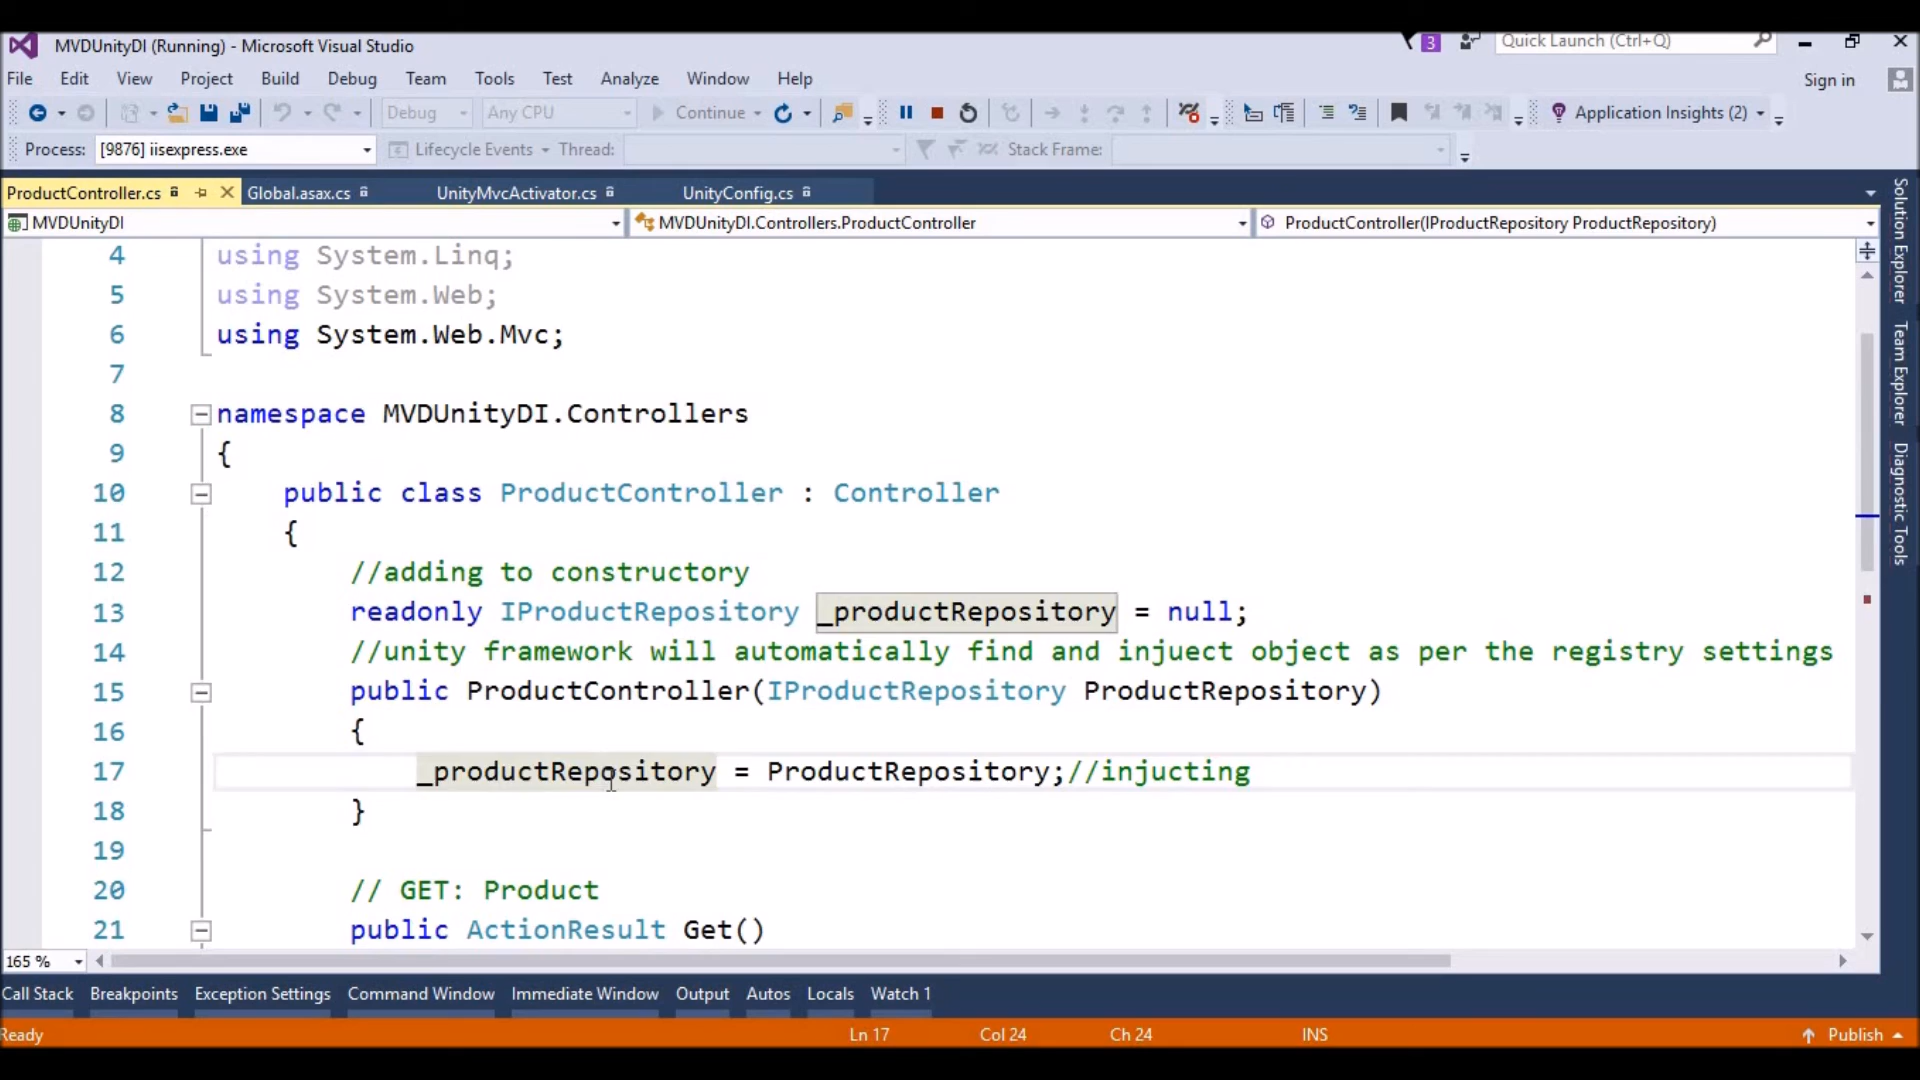 MVDUnityDI (Running) - Microsoft Visual Studio
3
Quick Launch (Ctrl+Q)
File Edit View Project Build Debug Team Tools Test Analyze Window Help
Sign in
Debug Any CPU Continue Application Insights (2)
Process: [9876] iisexpress.exe Lifecycle Events Thread: Stack Frame:
ProductController.cs Global.asax.cs UnityMvcActivator.cs UnityConfig.cs
MVDUnityDI MVDUnityDI.Controllers.ProductController ProductController(IProductRepository ProductRepository)
4 using System.Linq;
5 using System.Web;
6 using System.Web.Mvc;
7
8 namespace MVDUnityDI.Controllers
9 {
10 public class ProductController : Controller
11 {
12 //adding to constructory
13 readonly IProductRepository _productRepository = null;
14 //unity framework will automatically find and injuect object as per the registry settings
15 public ProductController(IProductRepository ProductRepository)
16 {
17 _productRepository = ProductRepository;//injucting
18 }
19
20 // GET: Product
21 public ActionResult Get()
165 %
Solution Explorer
Team Explorer
Diagnostic Tools
Call Stack Breakpoints Exception Settings Command Window Immediate Window Output Autos Locals Watch 1
Ready Ln 17 Col 24 Ch 24 INS Publish